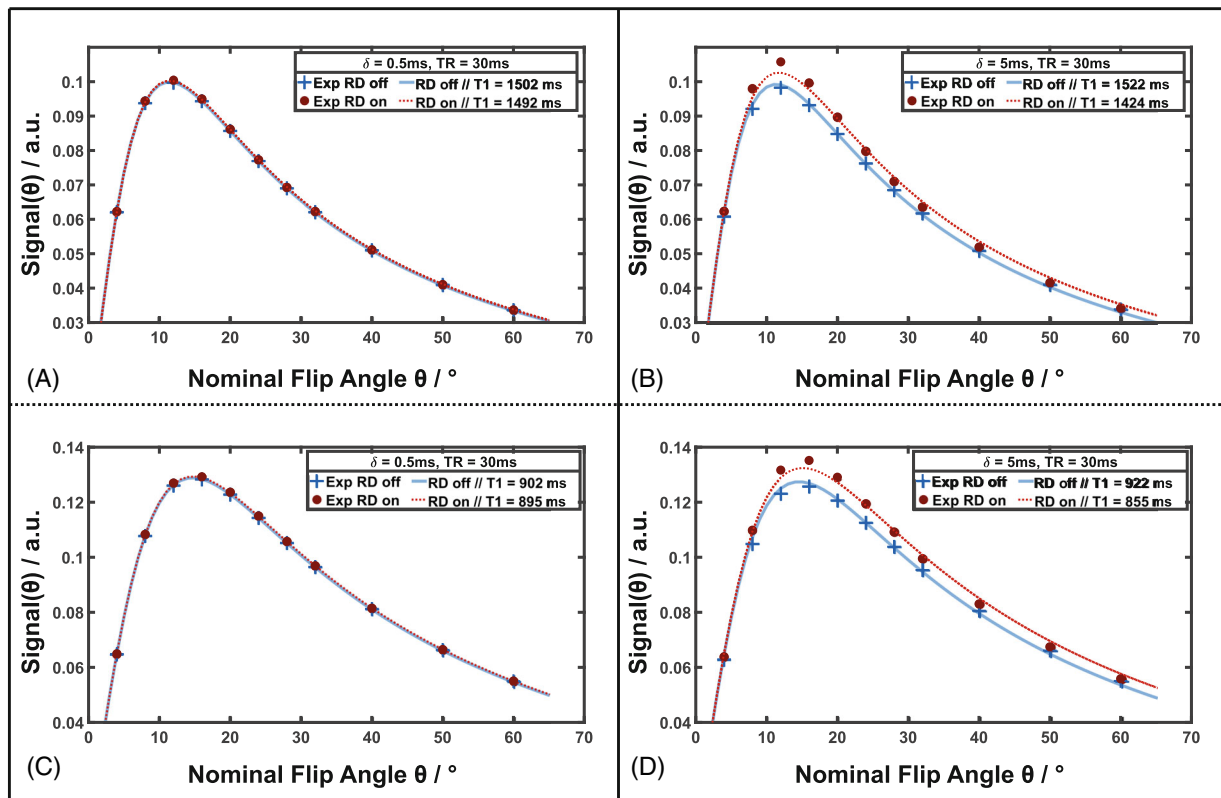 δ = 0.5ms, TR = 30ms
Exp RD off RD off // T1 = 1502 ms
Exp RD on RD on // T1 = 1492 ms
0.1
0.09
0.08
0.07
0.06
0.05
0.04
0.03
Signal(θ) / a.u.
0 10 20 30 40 50 60 70
Nominal Flip Angle θ / °
(A)
δ = 5ms, TR = 30ms
Exp RD off RD off // T1 = 1522 ms
Exp RD on RD on // T1 = 1424 ms
0.1
0.09
0.08
0.07
0.06
0.05
0.04
0.03
Signal(θ) / a.u.
0 10 20 30 40 50 60 70
Nominal Flip Angle θ / °
(B)
δ = 0.5ms, TR = 30ms
Exp RD off RD off // T1 = 902 ms
Exp RD on RD on // T1 = 895 ms
0.14
0.12
0.1
0.08
0.06
0.04
Signal(θ) / a.u.
0 10 20 30 40 50 60 70
Nominal Flip Angle θ / °
(C)
δ = 5ms, TR = 30ms
Exp RD off RD off // T1 = 922 ms
Exp RD on RD on // T1 = 855 ms
0.14
0.12
0.1
0.08
0.06
0.04
Signal(θ) / a.u.
0 10 20 30 40 50 60 70
Nominal Flip Angle θ / °
(D)